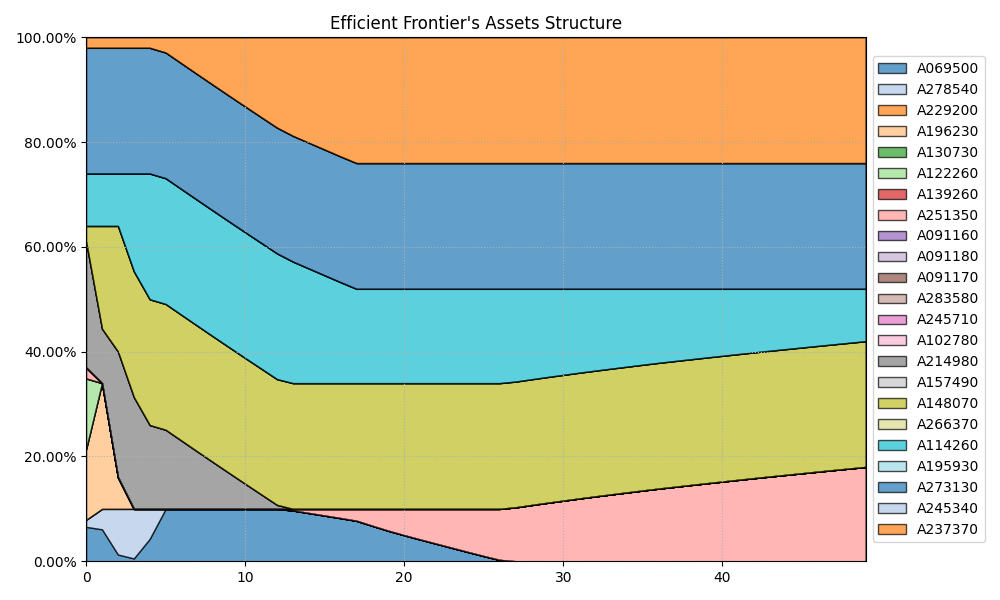 Efficient Frontier's Assets Structure
100.00%
80.00%
60.00%
40.00%
20.00%
0.00%
0
10
20
30
40
A069500
A278540
A229200
A196230
A130730
A122260
A139260
A251350
A091160
A091180
A091170
A283580
A245710
A102780
A214980
A157490
A148070
A266370
A114260
A195930
A273130
A245340
A237370